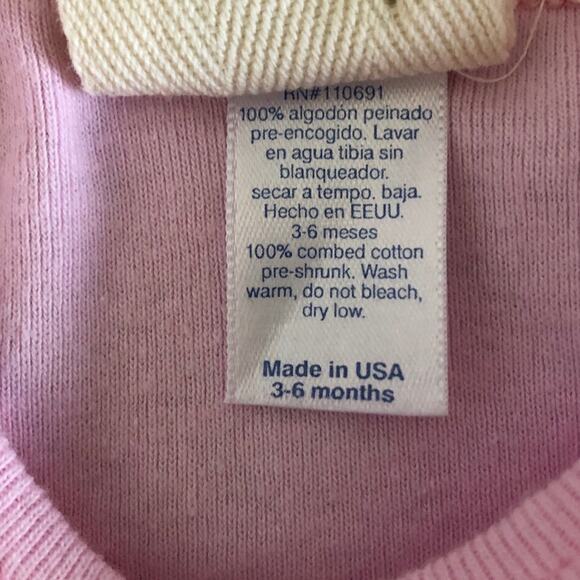 RN#110691
100% algodón peinado
pre-encogido. Lavar
en agua tibia sin
blanqueador.
secar a tempo. baja.
Hecho en EEUU.
3-6 meses
100% combed cotton
pre-shrunk. Wash
warm, do not bleach,
dry low.
Made in USA
3-6 months